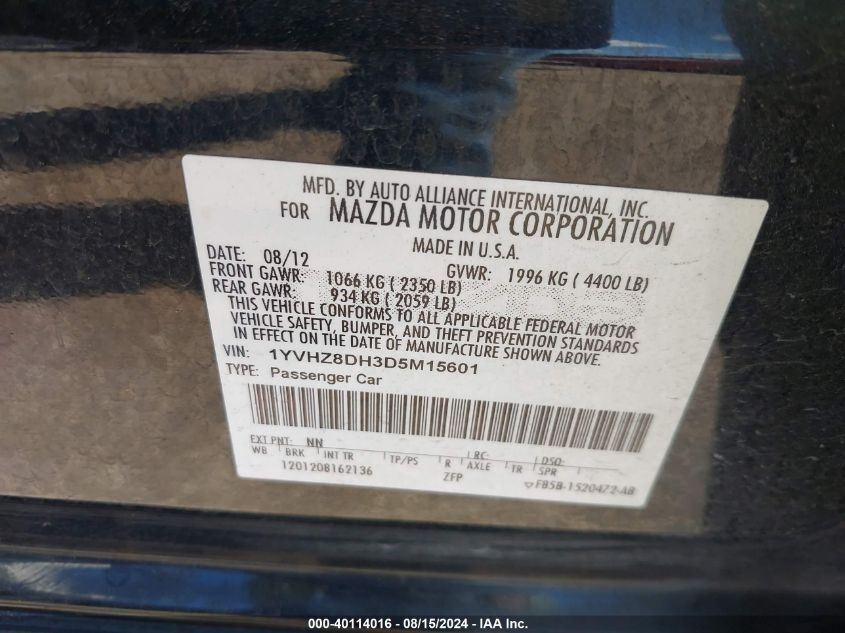 MFD. BY AUTO ALLIANCE INTERNATIONAL, INC.
FOR MAZDA MOTOR CORPORATION
MADE IN U.S.A.
DATE: 08/12 GVWR: 1996 KG ( 4400 LB)
FRONT GAWR: 1066 KG ( 2350 LB)
REAR GAWR: 934 KG ( 2059 LB)
THIS VEHICLE CONFORMS TO ALL APPLICABLE FEDERAL MOTOR
VEHICLE SAFETY, BUMPER, AND THEFT PREVENTION STANDARDS
IN EFFECT ON THE DATE OF MANUFACTURE SHOWN ABOVE.
VIN: 1YVHZ8DH3D5M15601
TYPE: Passenger Car
EXT PNT: NN RC: DSO:
WB BRK INT TR TP/PS R AXLE TR SPR
1201208162136 ZFP
FB5B-1520472-AB
000-40114016 - 08/15/2024 - IAA Inc.